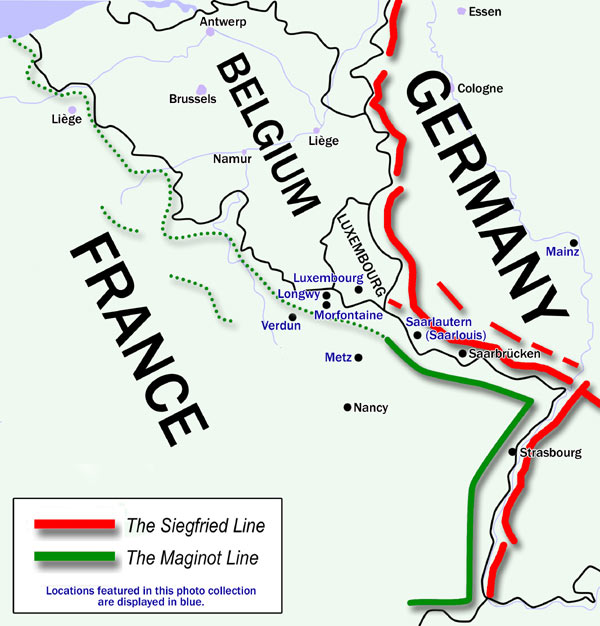 Essen
Antwerp
Cologne
BELGIUM
GERMANY
Brussels
Liège
Liège
Namur
FRANCE
LUXEMBOURG
Mainz
Luxembourg
Longwy
Morfontaine
Verdun
Saarlautern
(Saarlouis)
Saarbrücken
Metz
Nancy
Strasbourg
The Siegfried Line
The Maginot Line
Locations featured in this photo collection
are displayed in blue.